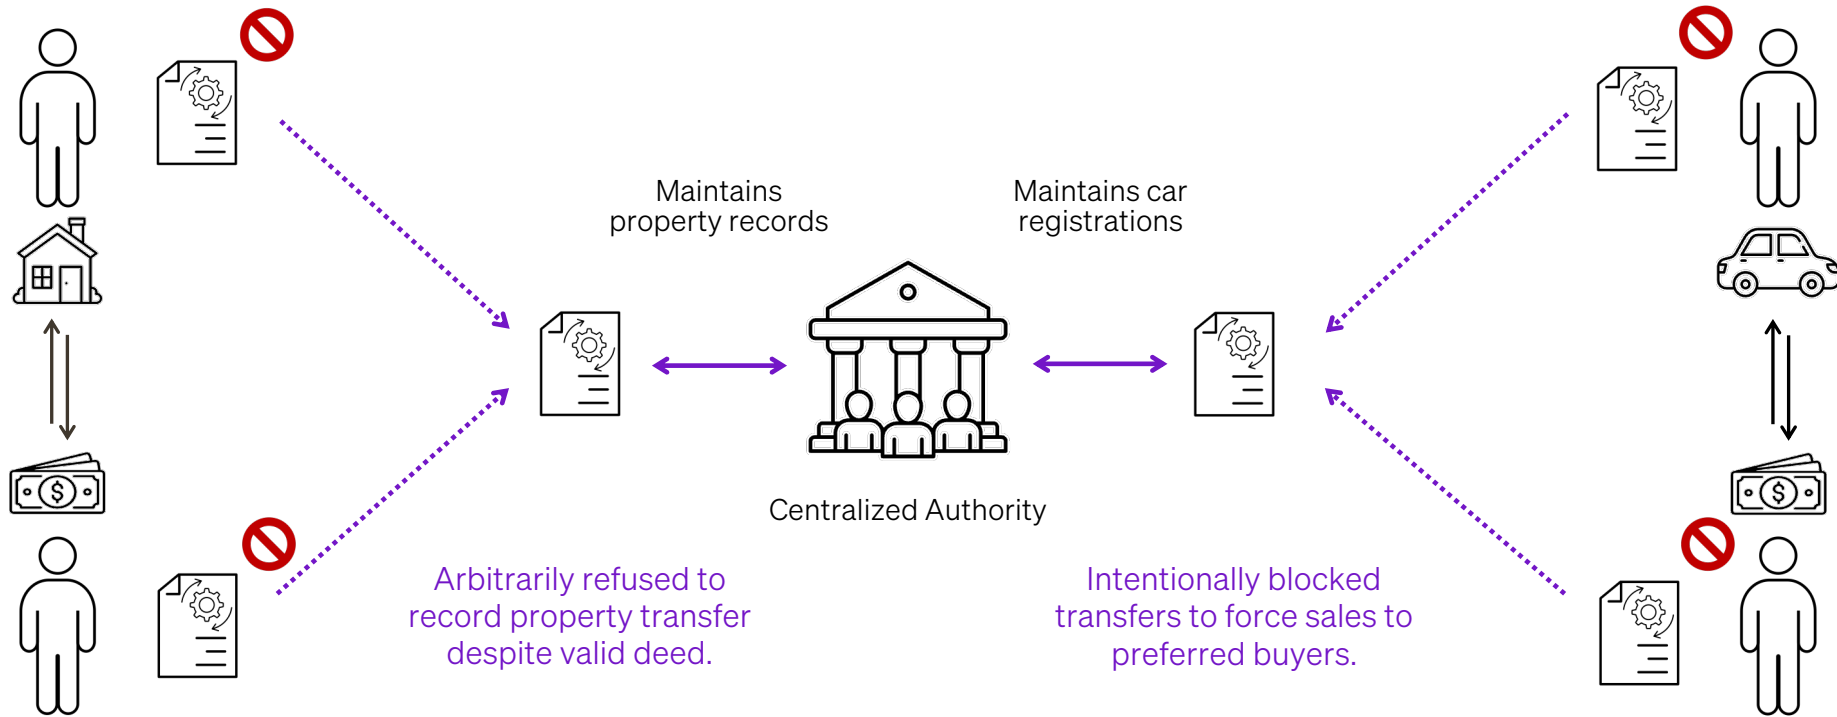 Maintains
property records
Maintains car
registrations
Centralized Authority
Arbitrarily refused to
record property transfer
despite valid deed.
Intentionally blocked
transfers to force sales to
preferred buyers.
$
$